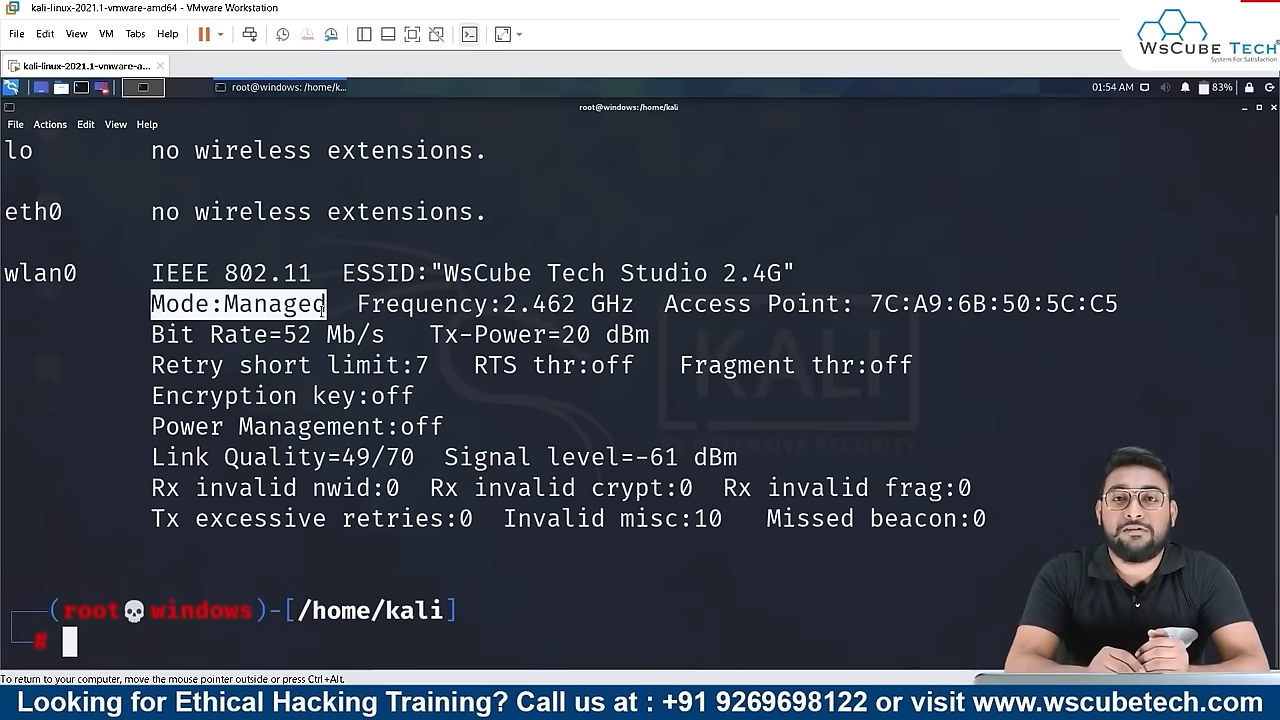 kali-linux-2021.1-vmware-amd64 - VMware Workstation
File Edit View VM Tabs Help
WsCube Tech
System For Satisfaction
kali-linux-2021.1-vmware-a...
root@windows: /home/k...
01:54 AM 83%
root@windows: /home/kali
File Actions Edit View Help
lo no wireless extensions.
eth0 no wireless extensions.
wlan0 IEEE 802.11 ESSID:"WsCube Tech Studio 2.4G"
Mode:Managed Frequency:2.462 GHz Access Point: 7C:A9:6B:50:5C:C5
Bit Rate=52 Mb/s Tx-Power=20 dBm
Retry short limit:7 RTS thr:off Fragment thr:off
Encryption key:off
Power Management:off
Link Quality=49/70 Signal level=-61 dBm
Rx invalid nwid:0 Rx invalid crypt:0 Rx invalid frag:0
Tx excessive retries:0 Invalid misc:10 Missed beacon:0
KALI
(root💀windows)-[/home/kali]
#
To return to your computer, move the mouse pointer outside or press Ctrl+Alt.
Looking for Ethical Hacking Training? Call us at : +91 9269698122 or visit www.wscubetech.com